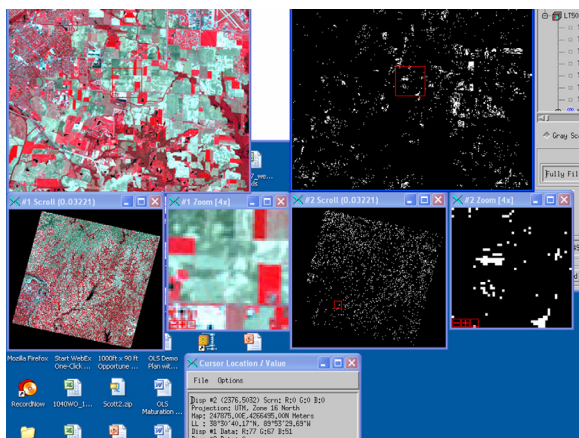 LT50
Gray Sc
Fully Fil
7_we...
ds
#1 Scroll (0.03221)
#1 Zoom [4x]
#2 Scroll (0.03221)
#2 Zoom [4x]
Mozilla Firefox
Start WebEx
One-Click ...
1000ft x 90 ft
Opportune ...
OLS Demo
Plan wit...
RecordNow
1040WO_1...
Scott2.zip
OLS
Maturation ...
Cursor Location / Value
File Options
Disp #2 (2376,5032) Scrn: R:0 G:0 B:0
Projection: UTM, Zone 16 North
Map: 247875.00E,4266495.00N Meters
LL : 38°30'40.17"N, 89°53'29.69"W
Disp #1 Data: R:77 G:67 B:51